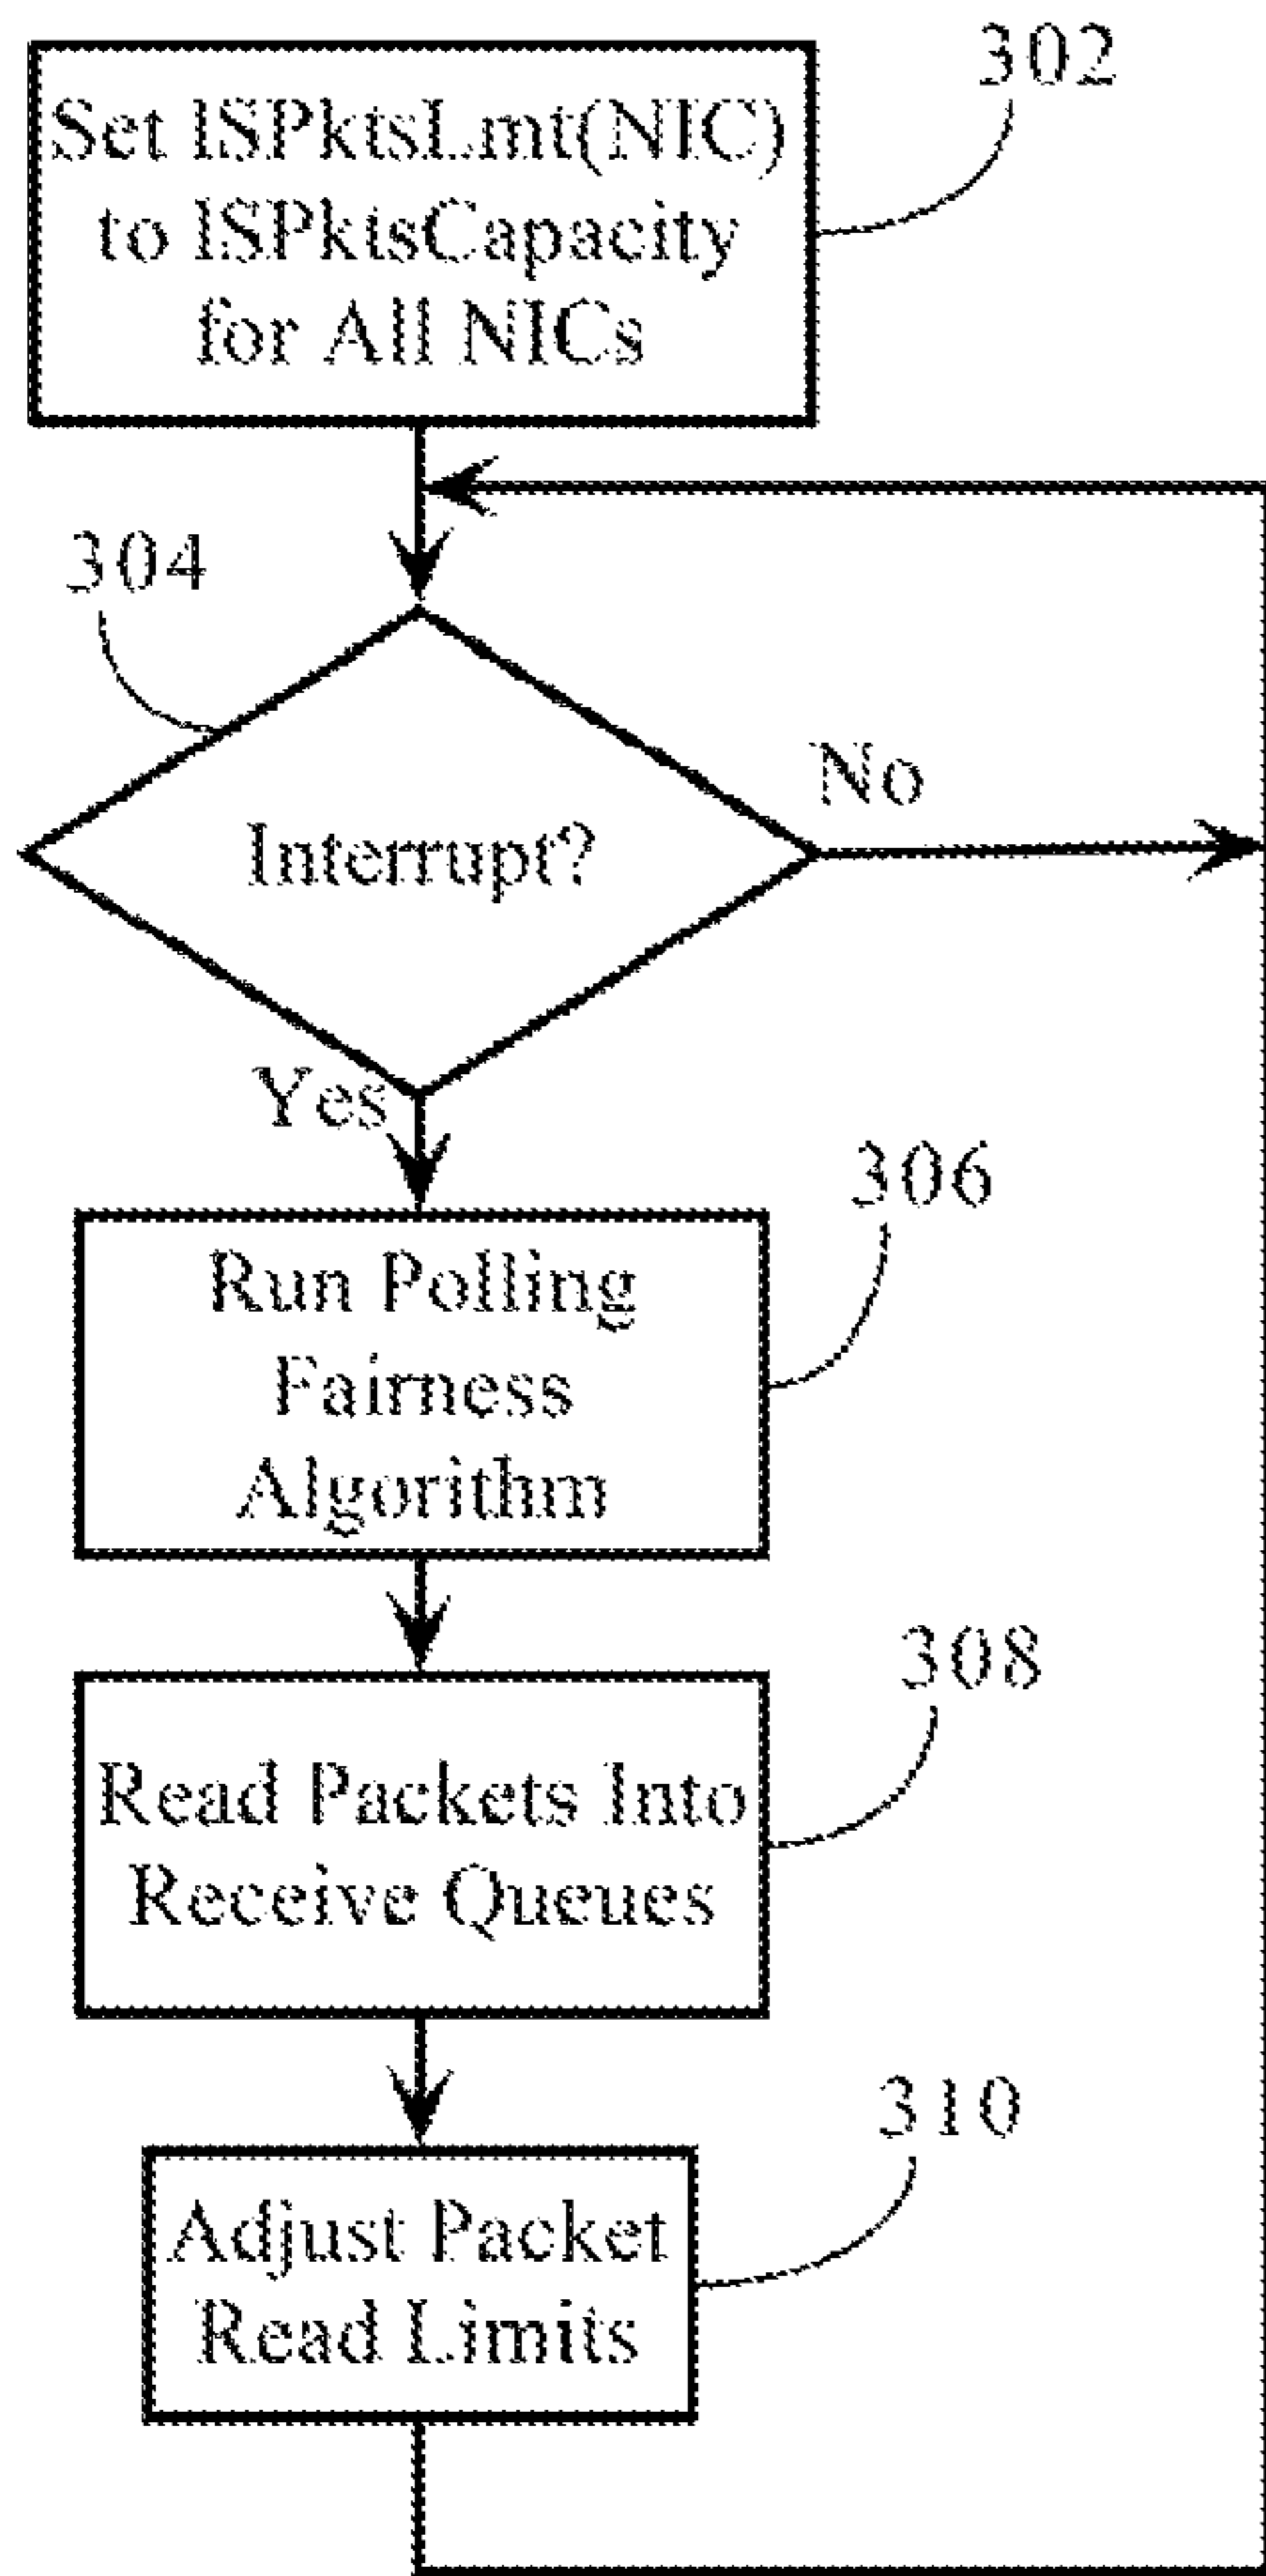 302
Set ISPktsLmt(NIC)
to ISPktsCapacity
for All NICs
304
No
Interrupt?
Yes
306
Run Polling
Fairness
Algorithm
308
Read Packets Into
Receive Queues
310
Adjust Packet
Read Limits